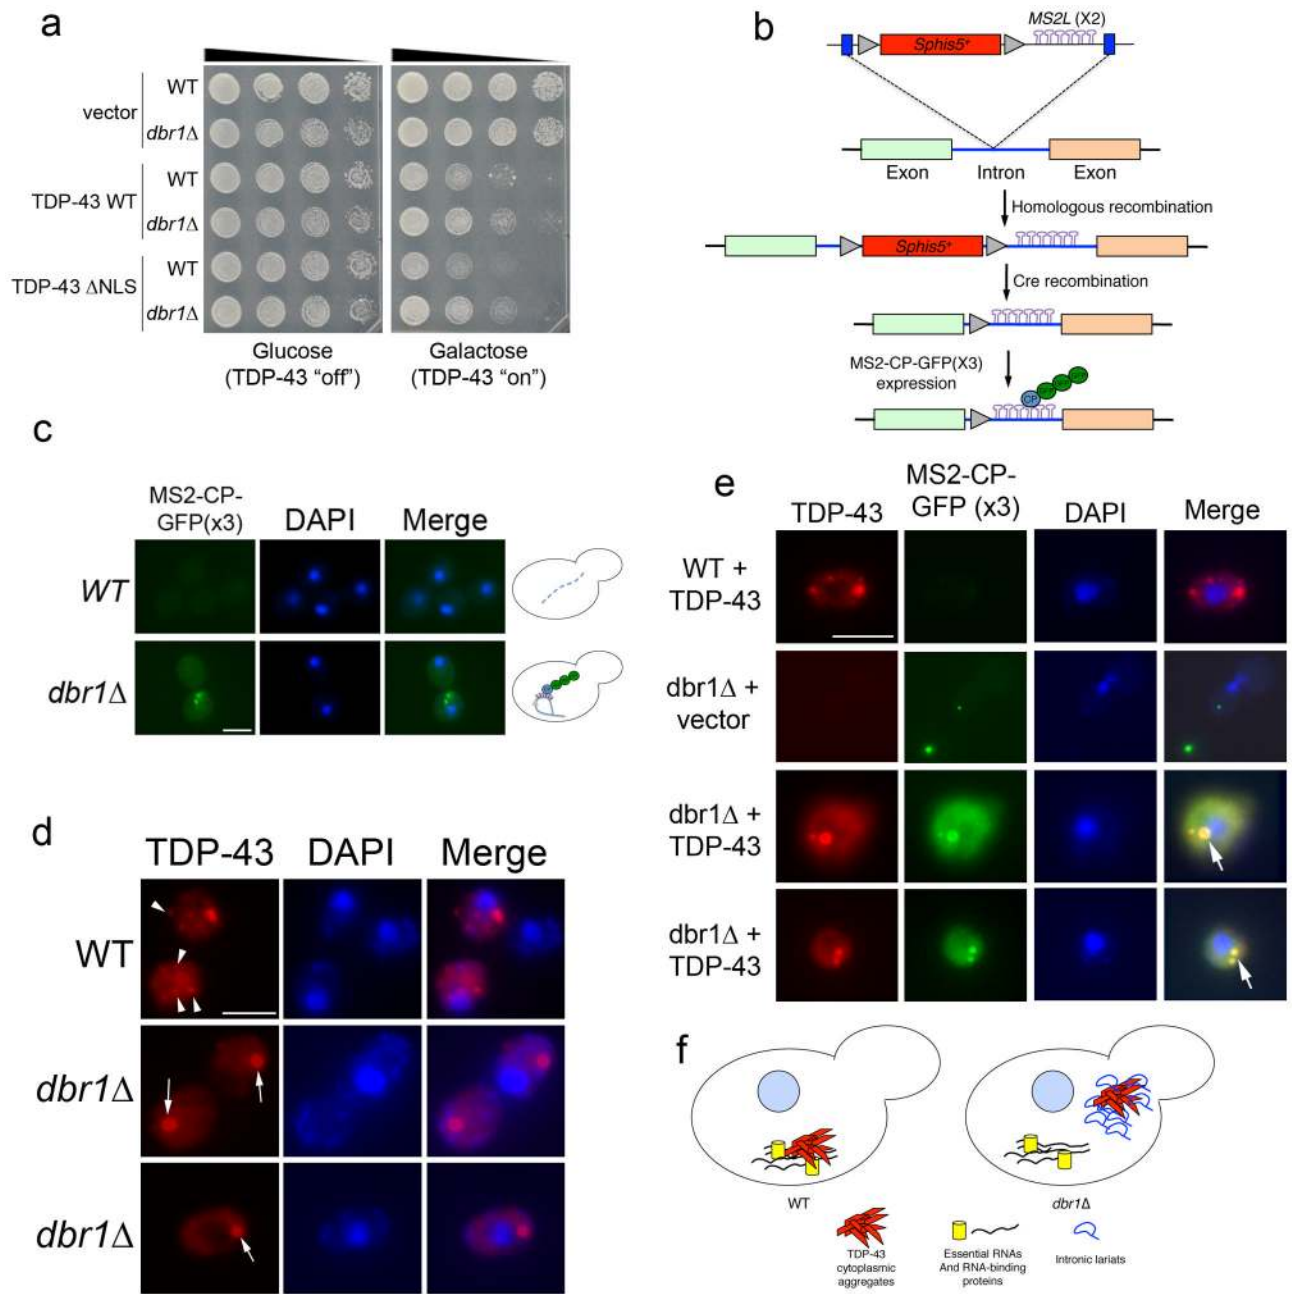 a
vector
WT
dbr1Δ
TDP-43 WT
WT
dbr1Δ
TDP-43 ΔNLS
WT
dbr1Δ
Glucose
(TDP-43 “off”)
Galactose
(TDP-43 “on”)
b
MS2L (X2)
Sphis5+
Exon
Intron
Exon
Homologous recombination
Sphis5+
Cre recombination
MS2-CP-GFP(X3)
expression
CP
c
MS2-CP-
GFP(x3)
DAPI
Merge
WT
dbr1Δ
d
TDP-43
DAPI
Merge
WT
dbr1Δ
dbr1Δ
e
TDP-43
MS2-CP-
GFP (x3)
DAPI
Merge
WT +
TDP-43
dbr1Δ +
vector
dbr1Δ +
TDP-43
dbr1Δ +
TDP-43
f
WT
dbr1Δ
TDP-43
cytoplasmic
aggregates
Essential RNAs
And RNA-binding
proteins
Intronic lariats